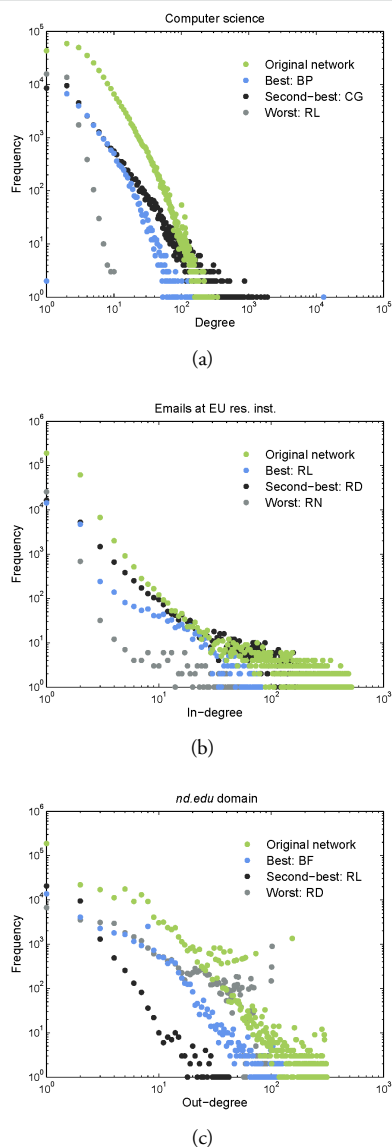 Computer science
10^5
10^4
10^3
10^2
10^1
10^0
Frequency
Original network
Best: BP
Second-best: CG
Worst: RL
10^0 10^1 10^2 10^3 10^4 10^5
Degree
(a)
Emails at EU res. inst.
10^6
10^5
10^4
10^3
10^2
10^1
10^0
Frequency
Original network
Best: RL
Second-best: RD
Worst: RN
10^0 10^1 10^2 10^3
In-degree
(b)
nd.edu domain
10^6
10^5
10^4
10^3
10^2
10^1
10^0
Frequency
Original network
Best: BF
Second-best: RL
Worst: RD
10^0 10^1 10^2 10^3
Out-degree
(c)